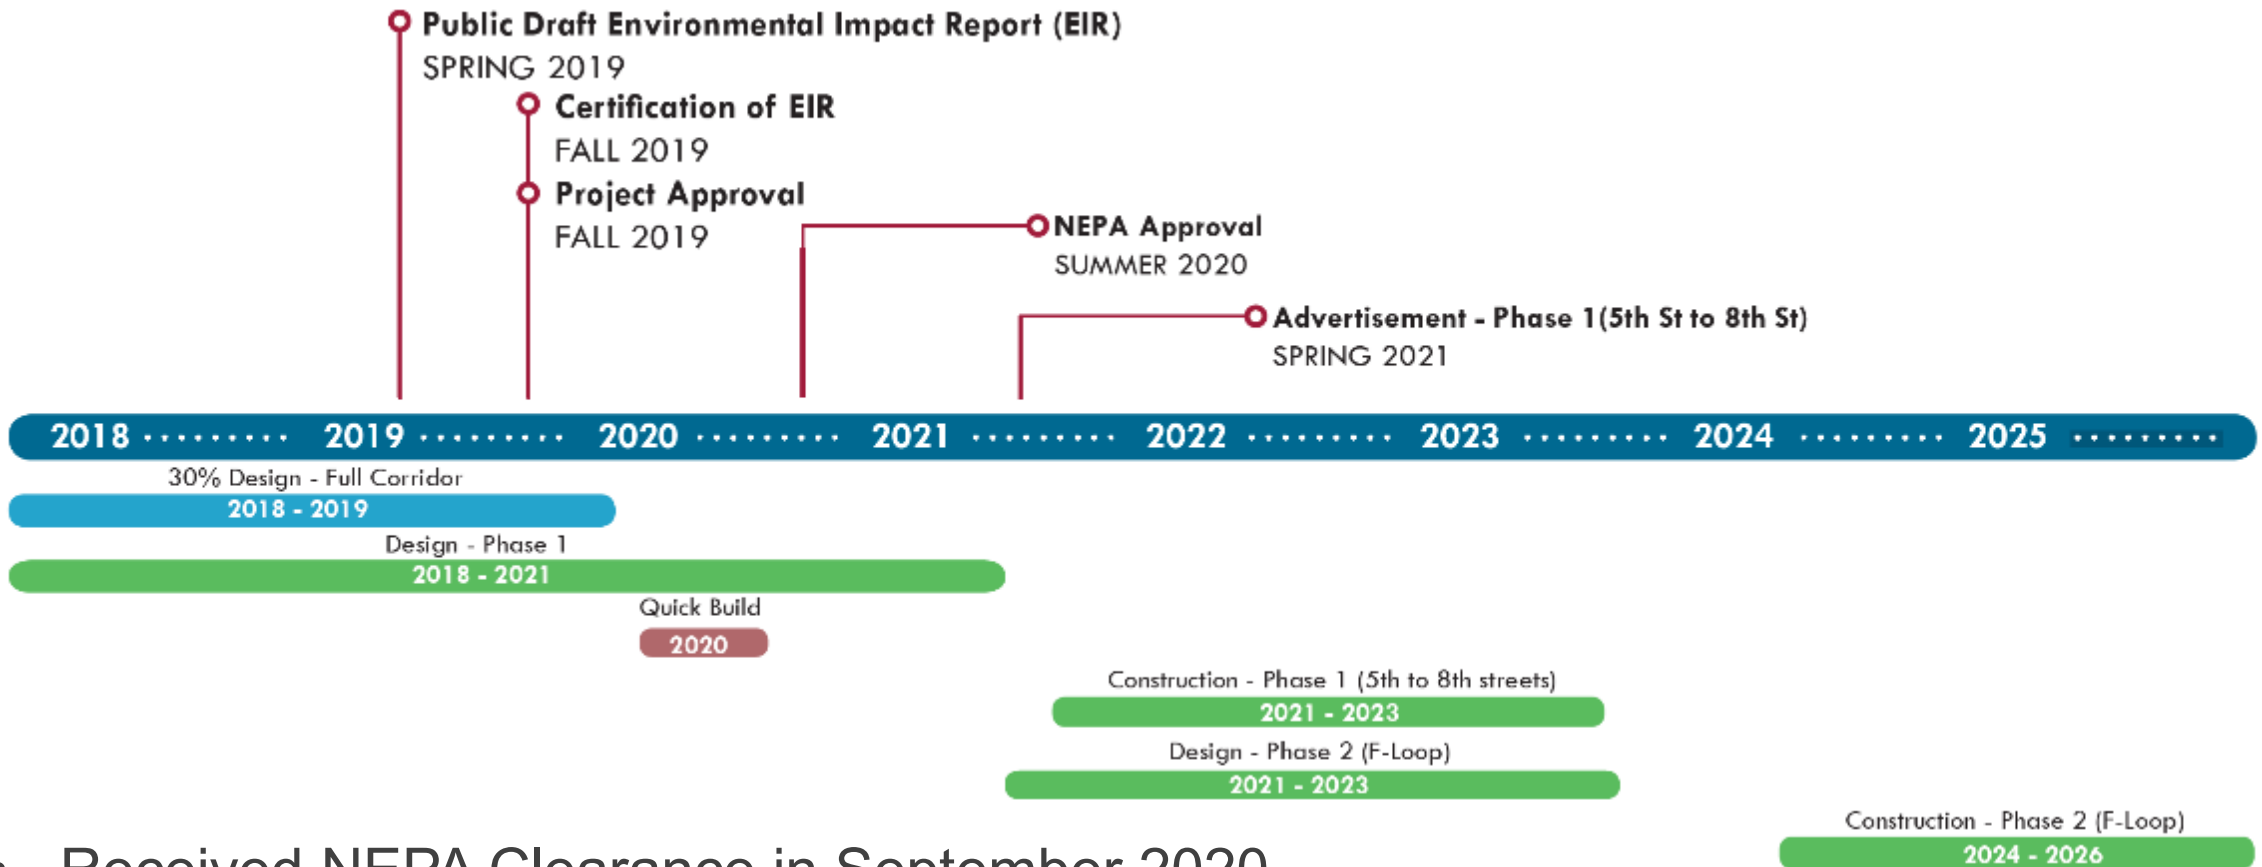 Public Draft Environmental Impact Report (EIR)
SPRING 2019
Certification of EIR
FALL 2019
Project Approval
FALL 2019
NEPA Approval
SUMMER 2020
Advertisement - Phase 1(5th St to 8th St)
SPRING 2021
2018 ......... 2019 ......... 2020 ......... 2021 ......... 2022 ......... 2023 ......... 2024 ......... 2025 .........
30% Design - Full Corridor
2018 - 2019
Design - Phase 1
2018 - 2021
Quick Build
2020
Construction - Phase 1 (5th to 8th streets)
2021 - 2023
Design - Phase 2 (F-Loop)
2021 - 2023
Construction - Phase 2 (F-Loop)
2024 - 2026
Received NEPA Clearance in September 2020